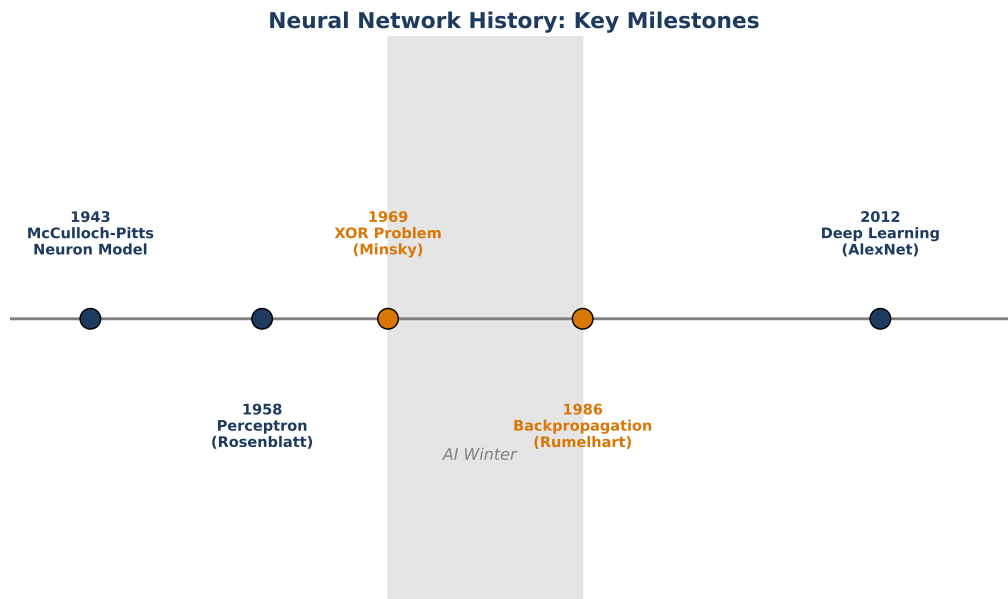 Neural Network History: Key Milestones
1943
McCulloch-Pitts
Neuron Model
1969
XOR Problem
(Minsky)
2012
Deep Learning
(AlexNet)
1958
Perceptron
(Rosenblatt)
1986
Backpropagation
(Rumelhart)
AI Winter